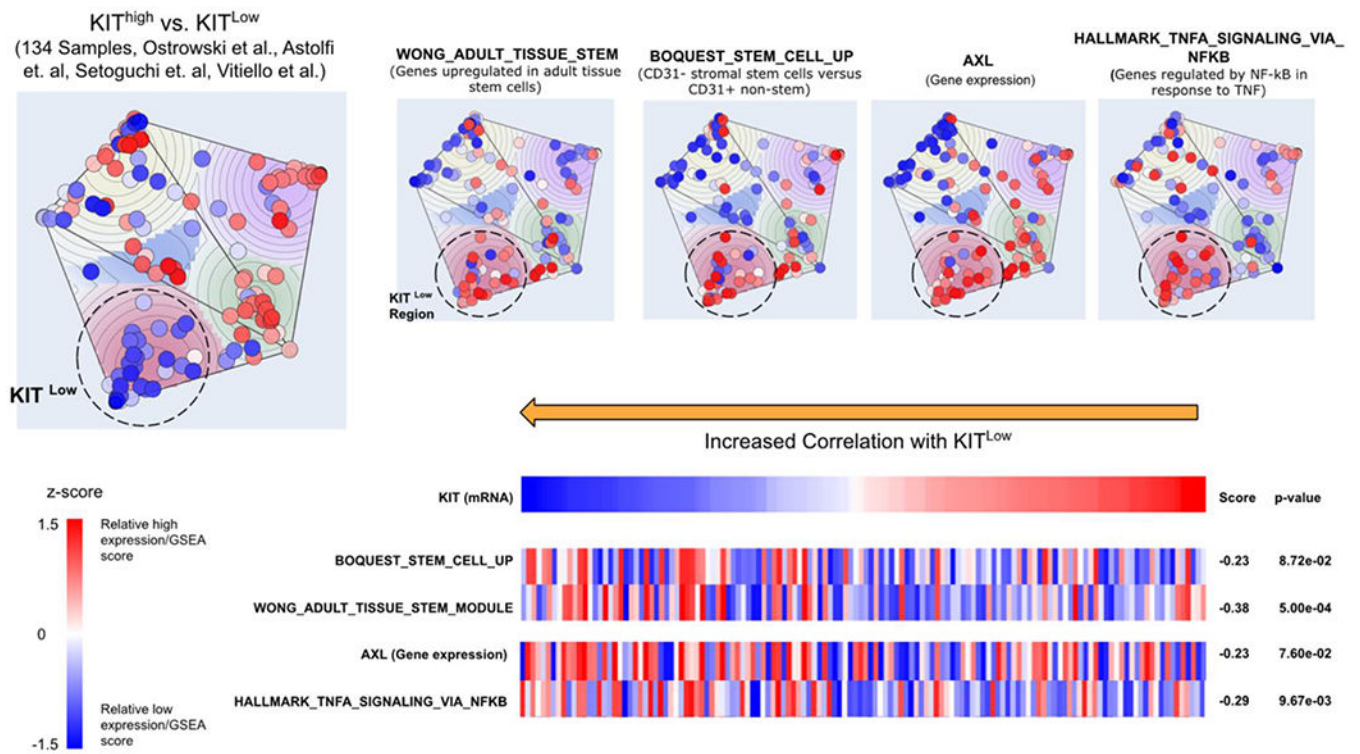 KIT^high vs. KIT^Low
(134 Samples, Ostrowski et al., Astolfi
et. al, Setoguchi et. al, Vitiello et al.)
KIT ^Low
WONG_ADULT_TISSUE_STEM
(Genes upregulated in adult tissue
stem cells)
BOQUEST_STEM_CELL_UP
(CD31- stromal stem cells versus
CD31+ non-stem)
AXL
(Gene expression)
HALLMARK_TNFA_SIGNALING_VIA_
NFKB
(Genes regulated by NF-kB in
response to TNF)
KIT ^Low
Region
Increased Correlation with KIT^Low
z-score
1.5
Relative high
expression/GSEA
score
0
Relative low
expression/GSEA
score
-1.5
KIT (mRNA) Score p-value
BOQUEST_STEM_CELL_UP -0.23 8.72e-02
WONG_ADULT_TISSUE_STEM_MODULE -0.38 5.00e-04
AXL (Gene expression) -0.23 7.60e-02
HALLMARK_TNFA_SIGNALING_VIA_NFKB -0.29 9.67e-03